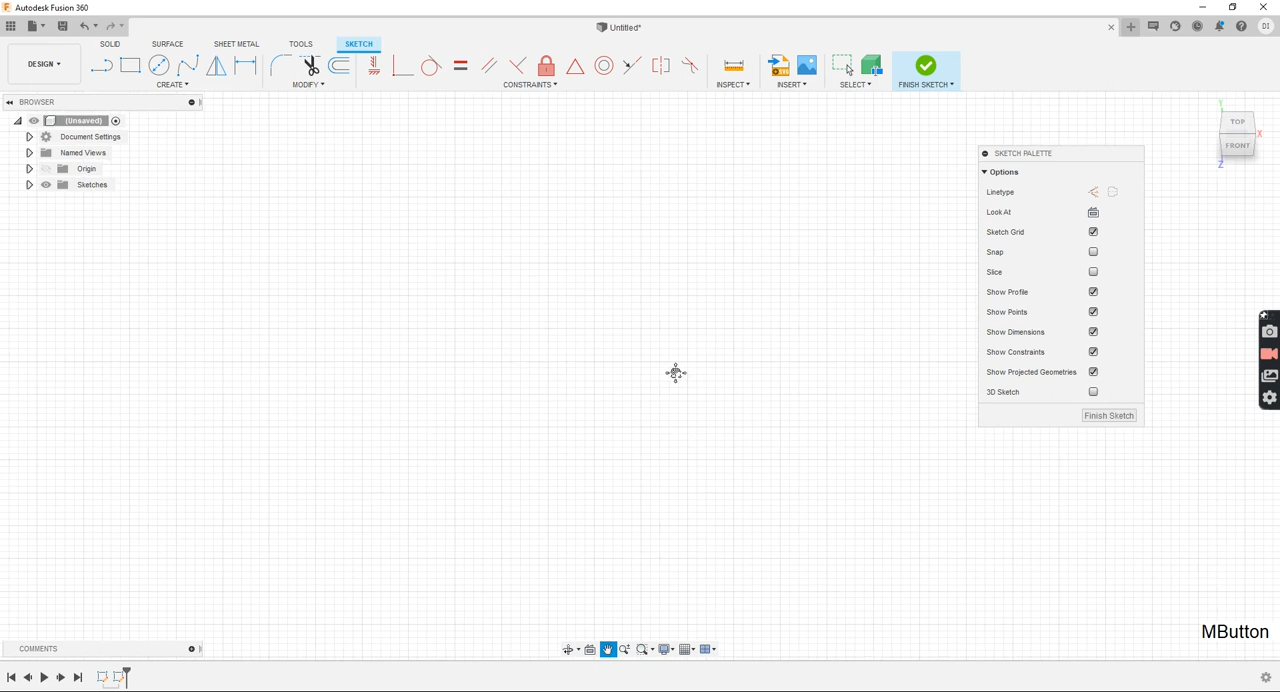 Autodesk Fusion 360
Untitled*
DI
DESIGN
SOLID SURFACE SHEET METAL TOOLS SKETCH
CREATE MODIFY CONSTRAINTS INSPECT INSERT SELECT FINISH SKETCH
BROWSER
(Unsaved)
Document Settings
Named Views
Origin
Sketches
Y
TOP
X
FRONT
Z
SKETCH PALETTE
Options
Linetype
Look At
Sketch Grid
Snap
Slice
Show Profile
Show Points
Show Dimensions
Show Constraints
Show Projected Geometries
3D Sketch
Finish Sketch
MButton
COMMENTS